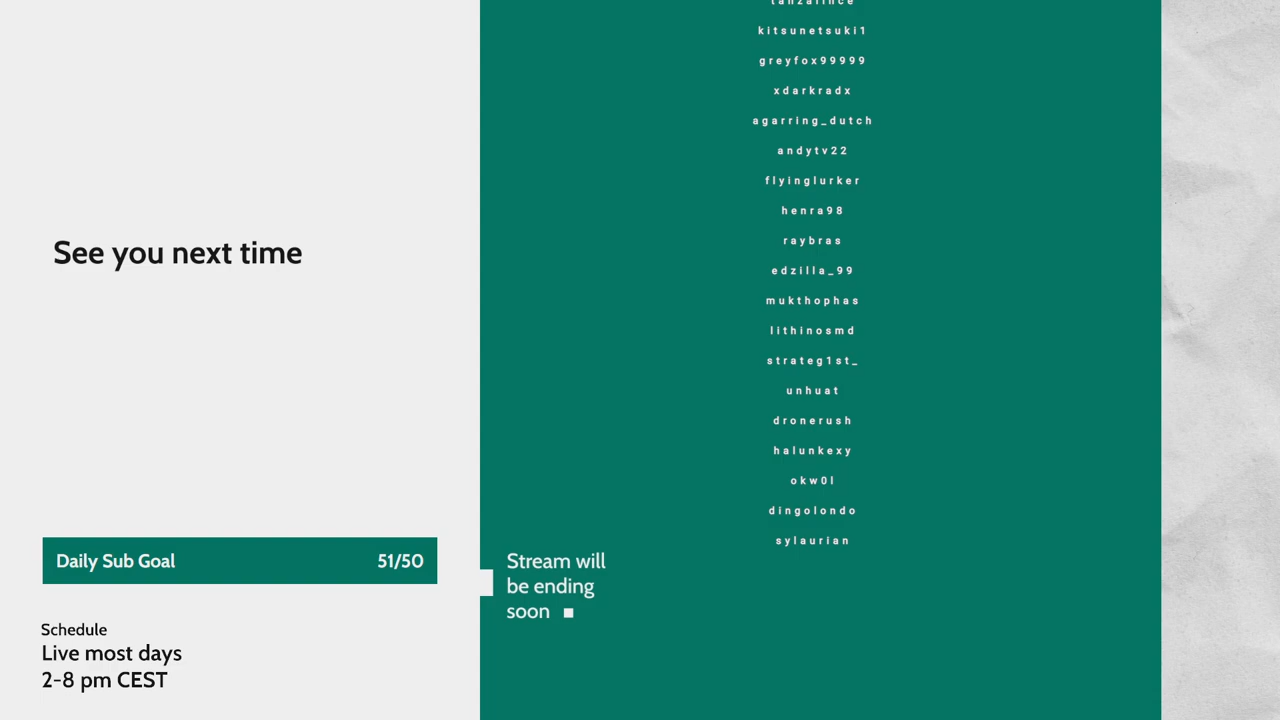 See you next time
Daily Sub Goal 51/50
Schedule
Live most days
2-8 pm CEST
kitsunetsuki1
greyfox99999
xdarkradx
agarring_dutch
andytv22
flyinglurker
henra98
raybras
edzilla_99
mukthophas
lithinosmd
strateg1st_
unhuat
dronerush
halunkexy
okw0l
dingolondo
sylaurian
Stream will
be ending
soon